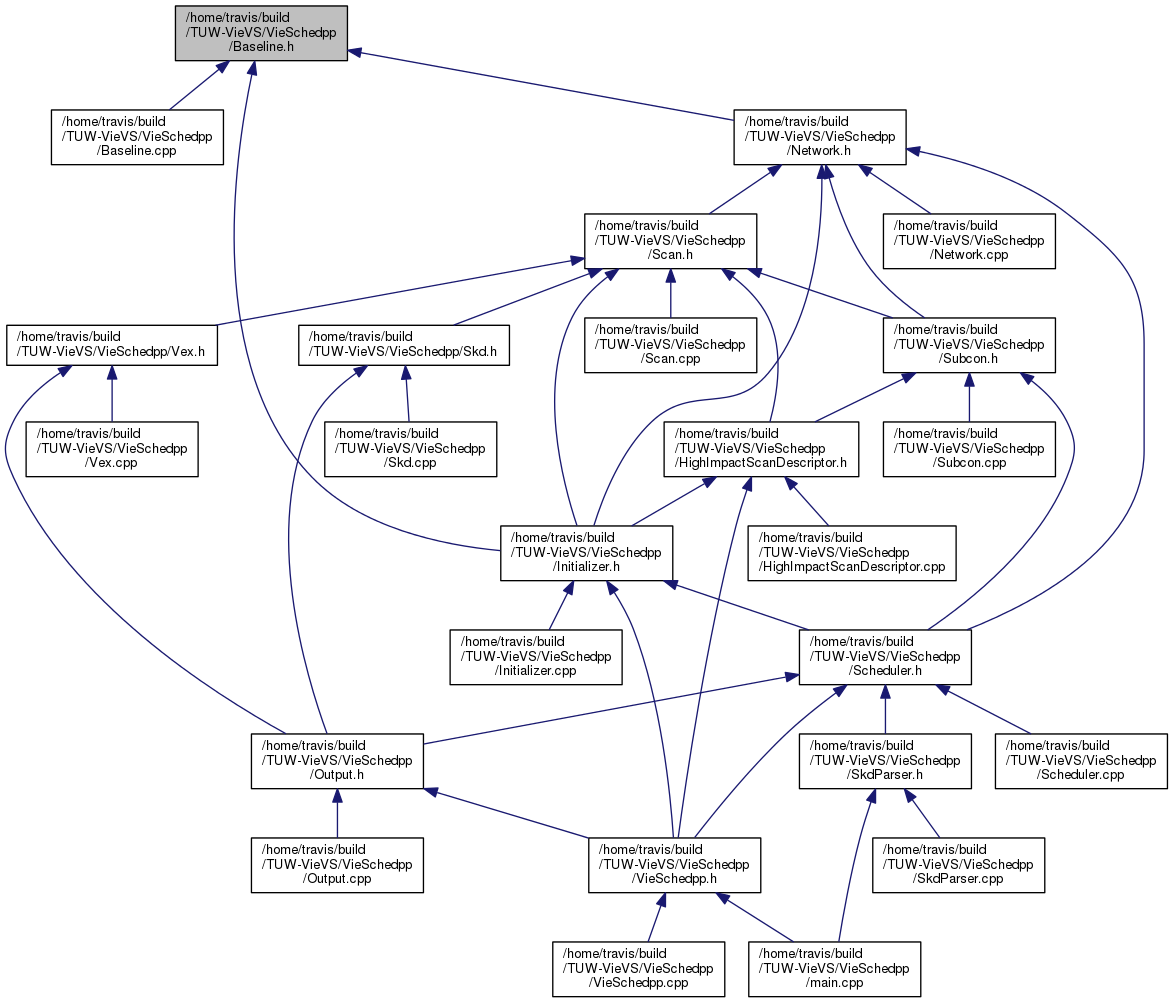 /home/travis/build
/TUW-VieVS/VieSchedpp
/Baseline.h
/home/travis/build
/TUW-VieVS/VieSchedpp
/Baseline.cpp
/home/travis/build
/TUW-VieVS/VieSchedpp
/Network.h
/home/travis/build
/TUW-VieVS/VieSchedpp
/Scan.h
/home/travis/build
/TUW-VieVS/VieSchedpp
/Network.cpp
/home/travis/build
/TUW-VieVS/VieSchedpp/Vex.h
/home/travis/build
/TUW-VieVS/VieSchedpp/Skd.h
/home/travis/build
/TUW-VieVS/VieSchedpp
/Scan.cpp
/home/travis/build
/TUW-VieVS/VieSchedpp
/Subcon.h
/home/travis/build
/TUW-VieVS/VieSchedpp
/Vex.cpp
/home/travis/build
/TUW-VieVS/VieSchedpp
/Skd.cpp
/home/travis/build
/TUW-VieVS/VieSchedpp
/HighImpactScanDescriptor.h
/home/travis/build
/TUW-VieVS/VieSchedpp
/Subcon.cpp
/home/travis/build
/TUW-VieVS/VieSchedpp
/Initializer.h
/home/travis/build
/TUW-VieVS/VieSchedpp
/HighImpactScanDescriptor.cpp
/home/travis/build
/TUW-VieVS/VieSchedpp
/Initializer.cpp
/home/travis/build
/TUW-VieVS/VieSchedpp
/Scheduler.h
/home/travis/build
/TUW-VieVS/VieSchedpp
/Output.h
/home/travis/build
/TUW-VieVS/VieSchedpp
/SkdParser.h
/home/travis/build
/TUW-VieVS/VieSchedpp
/Scheduler.cpp
/home/travis/build
/TUW-VieVS/VieSchedpp
/Output.cpp
/home/travis/build
/TUW-VieVS/VieSchedpp
/VieSchedpp.h
/home/travis/build
/TUW-VieVS/VieSchedpp
/SkdParser.cpp
/home/travis/build
/TUW-VieVS/VieSchedpp
/VieSchedpp.cpp
/home/travis/build
/TUW-VieVS/VieSchedpp
/main.cpp